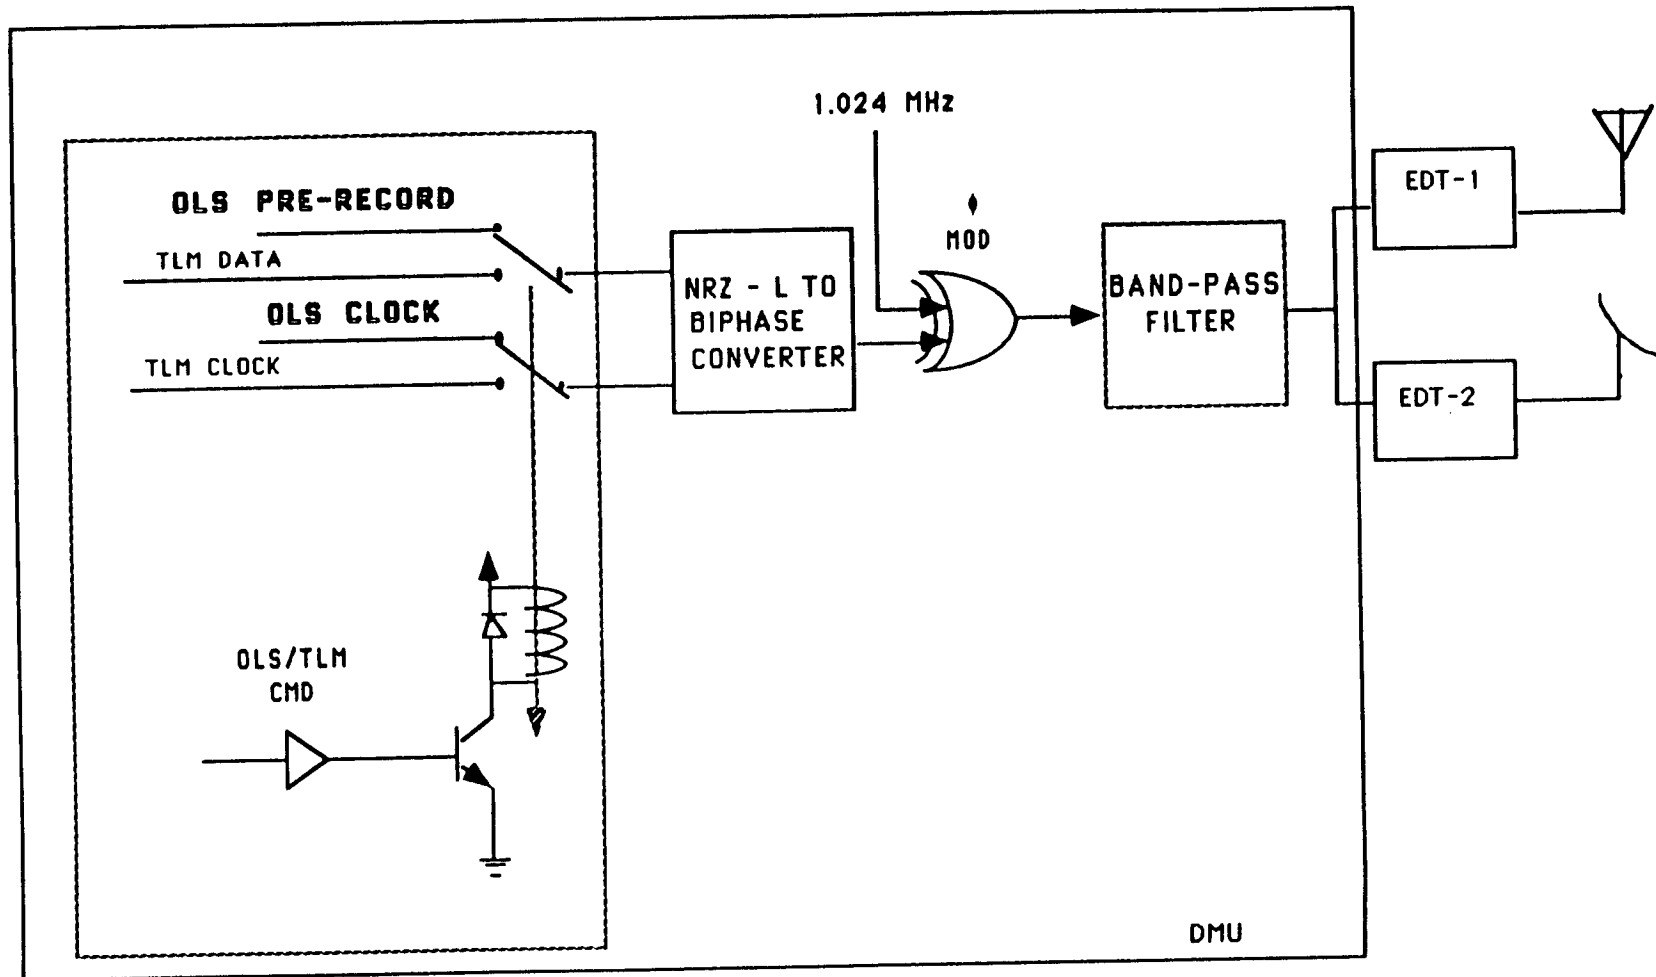 1.024 MHz
EDT-1
OLS PRE-RECORD
TLM DATA
OLS CLOCK
TLM CLOCK
NRZ - L TO
BIPHASE
CONVERTER
MOD
BAND-PASS
FILTER
EDT-2
OLS/TLM
CMD
DMU